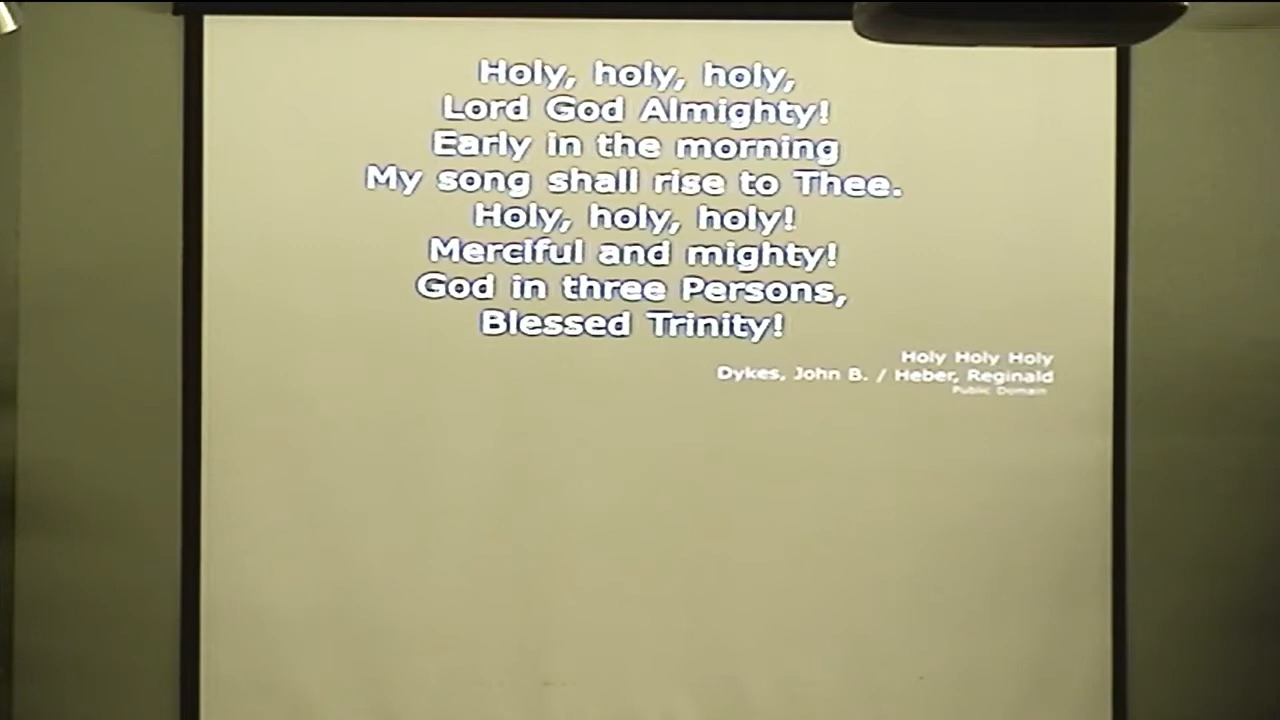 Holy, holy, holy,
Lord God Almighty!
Early in the morning
My song shall rise to Thee.
Holy, holy, holy!
Merciful and mighty!
God in three Persons,
Blessed Trinity!
Holy Holy Holy
Dykes, John B. / Heber, Reginald
Public Domain